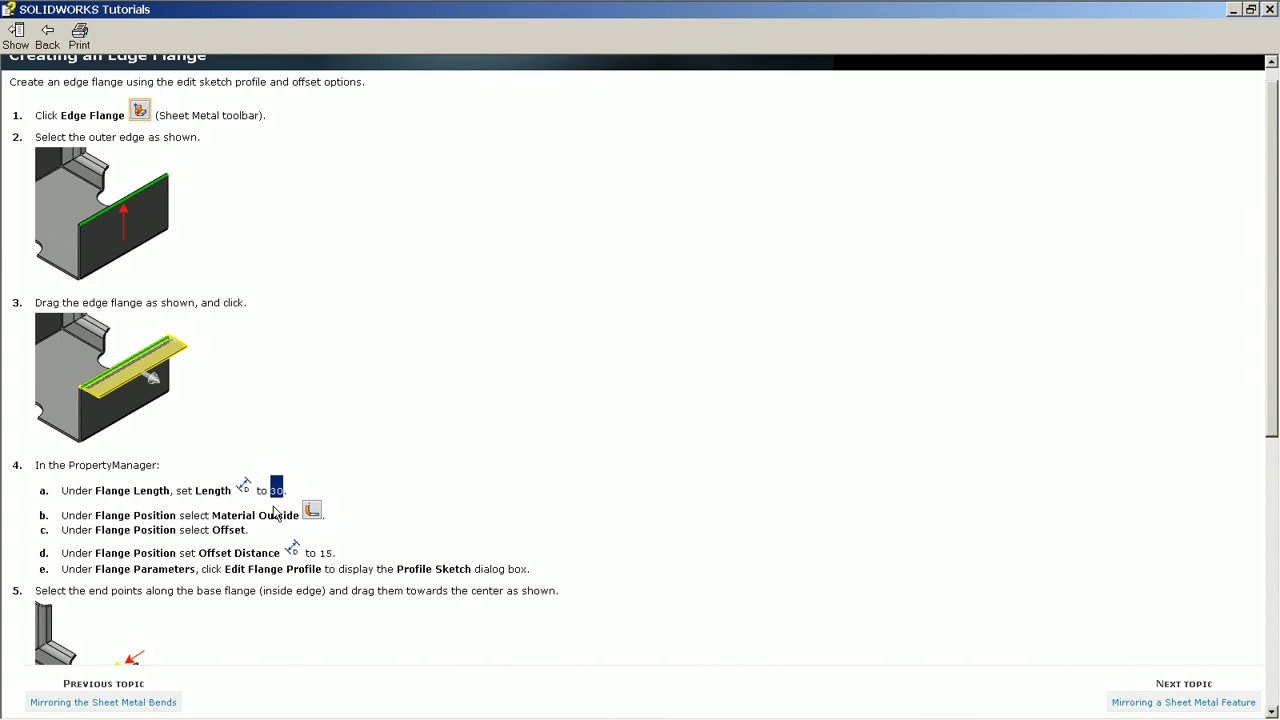 SOLIDWORKS Tutorials
Show Back Print
Creating an Edge Flange
Create an edge flange using the edit sketch profile and offset options.
1. Click Edge Flange (Sheet Metal toolbar).
2. Select the outer edge as shown.
3. Drag the edge flange as shown, and click.
4. In the PropertyManager:
a. Under Flange Length, set Length to 30.
b. Under Flange Position select Material Outside.
c. Under Flange Position select Offset.
d. Under Flange Position set Offset Distance to 15.
e. Under Flange Parameters, click Edit Flange Profile to display the Profile Sketch dialog box.
5. Select the end points along the base flange (inside edge) and drag them towards the center as shown.
PREVIOUS TOPIC
Mirroring the Sheet Metal Bends
NEXT TOPIC
Mirroring a Sheet Metal Feature